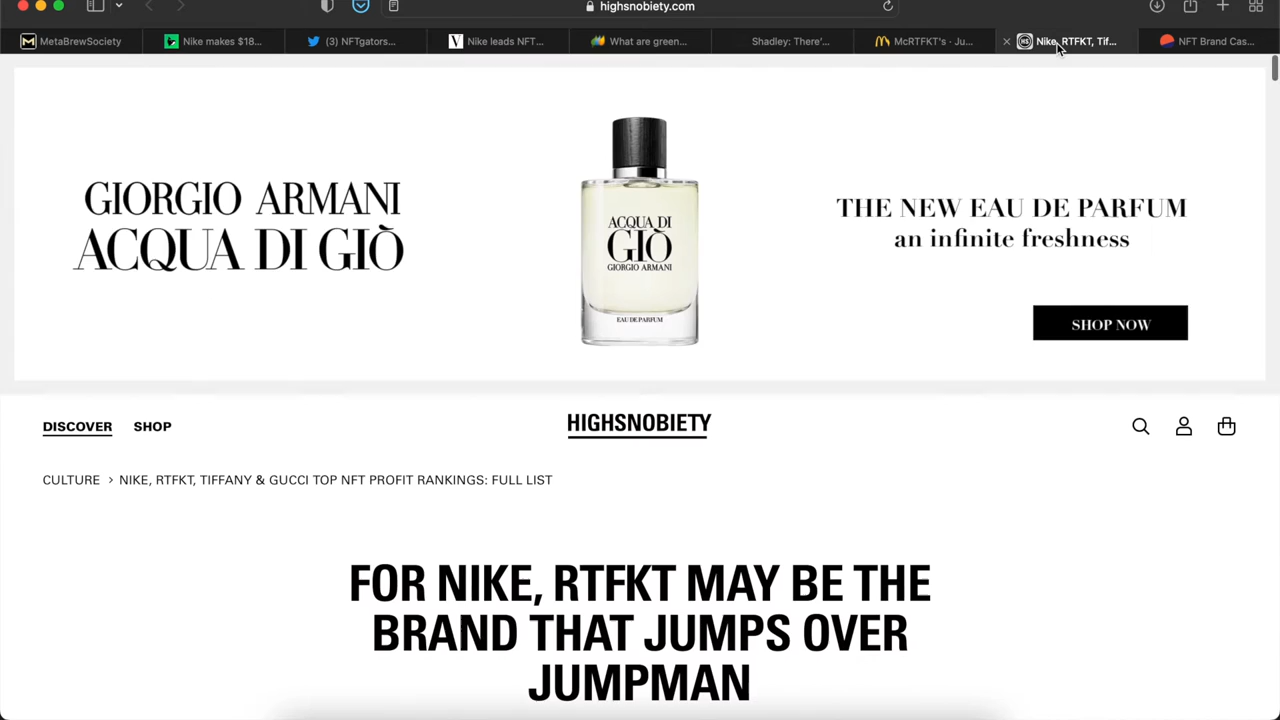 highsnobiety.com
MetaBrewSociety
Nike makes $18...
(3) NFTgators...
Nike leads NFT...
What are green...
Shadley: There'...
McRTFKT's · Ju...
Nike, RTFKT, Tif...
NFT Brand Cas...
GIORGIO ARMANI
ACQUA DI GIÒ
ACQUA DI
GIÒ
GIORGIO ARMANI
EAU DE PARFUM
THE NEW EAU DE PARFUM
an infinite freshness
SHOP NOW
DISCOVER
SHOP
HIGHSNOBIETY
CULTURE > NIKE, RTFKT, TIFFANY & GUCCI TOP NFT PROFIT RANKINGS: FULL LIST
FOR NIKE, RTFKT MAY BE THE
BRAND THAT JUMPS OVER
JUMPMAN